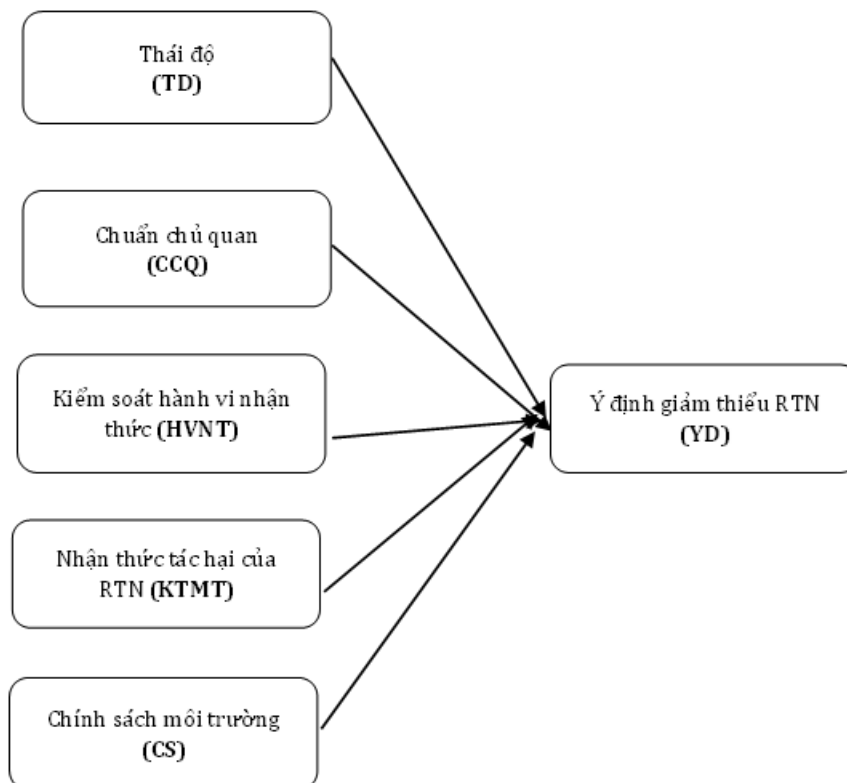 Thái độ
(TD)
Chuẩn chủ quan
(CCQ)
Kiểm soát hành vi nhận
thức (HVNT)
Ý định giảm thiểu RTN
(YD)
Nhận thức tác hại của
RTN (KTMT)
Chính sách môi trường
(CS)